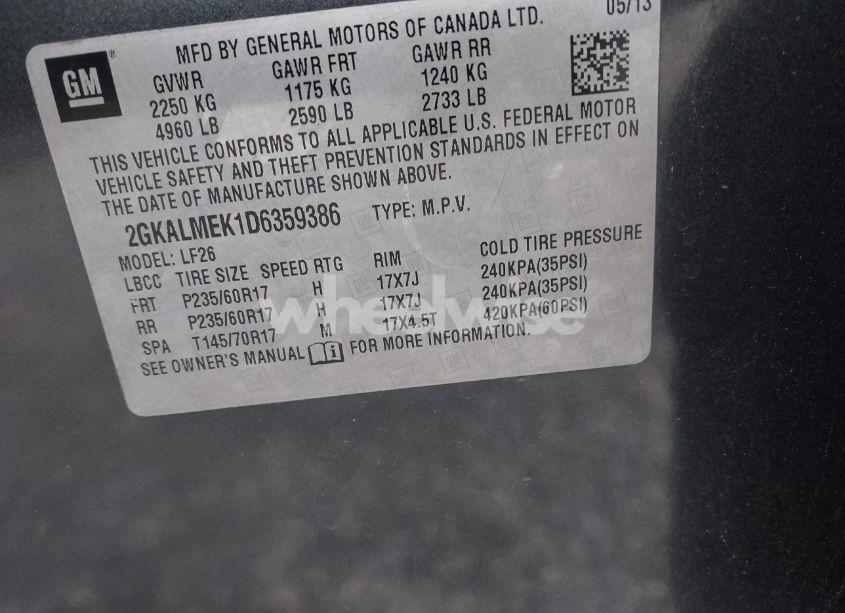 05/13
GM
MFD BY GENERAL MOTORS OF CANADA LTD.
GVWR GAWR FRT GAWR RR
2250 KG 1175 KG 1240 KG
4960 LB 2590 LB 2733 LB
THIS VEHICLE CONFORMS TO ALL APPLICABLE U.S. FEDERAL MOTOR
VEHICLE SAFETY AND THEFT PREVENTION STANDARDS IN EFFECT ON
THE DATE OF MANUFACTURE SHOWN ABOVE.
2GKALMEK1D6359386 TYPE: M.P.V.
MODEL: LF26
LBCC TIRE SIZE SPEED RTG RIM COLD TIRE PRESSURE
FRT P235/60R17 H 17X7J 240KPA(35PSI)
RR P235/60R17 H 17X7J 240KPA(35PSI)
SPA T145/70R17 M 17X4.5T 420KPA(60PSI)
SEE OWNER'S MANUAL FOR MORE INFORMATION.
wheelwise